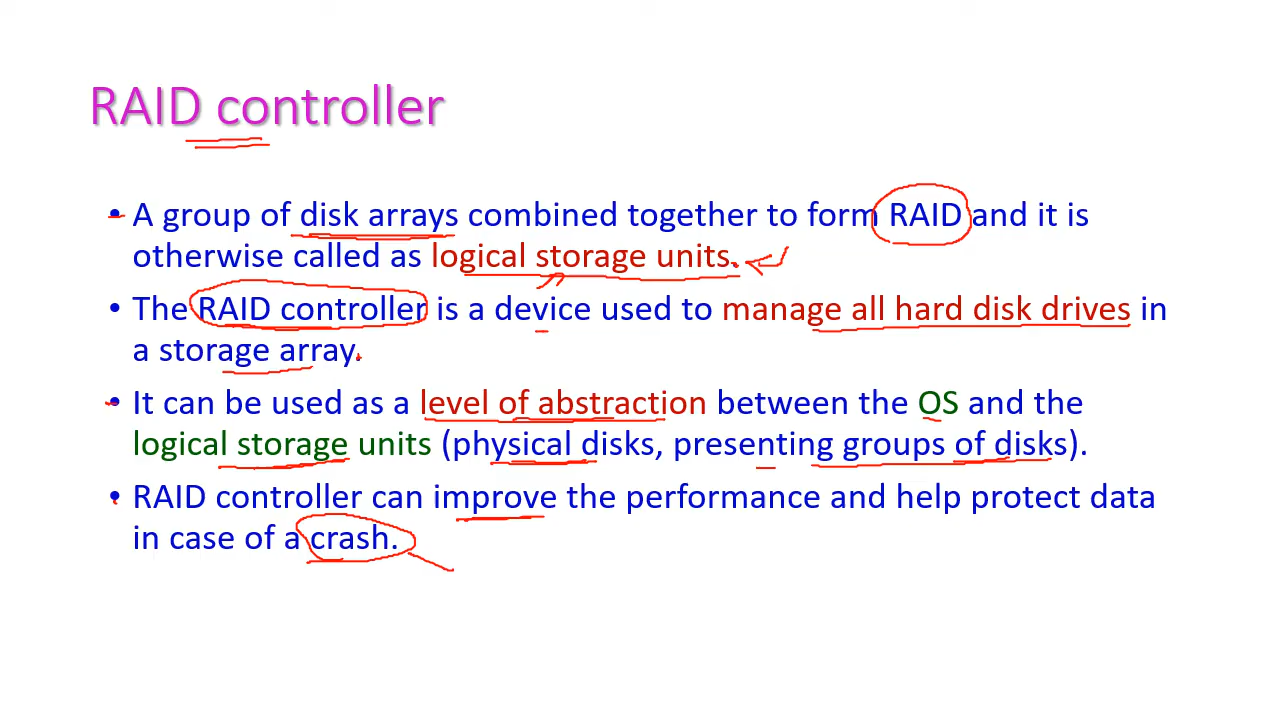 RAID controller
• A group of disk arrays combined together to form RAID and it is
otherwise called as logical storage units.
• The RAID controller is a device used to manage all hard disk drives in
a storage array.
• It can be used as a level of abstraction between the OS and the
logical storage units (physical disks, presenting groups of disks).
• RAID controller can improve the performance and help protect data
in case of a crash.